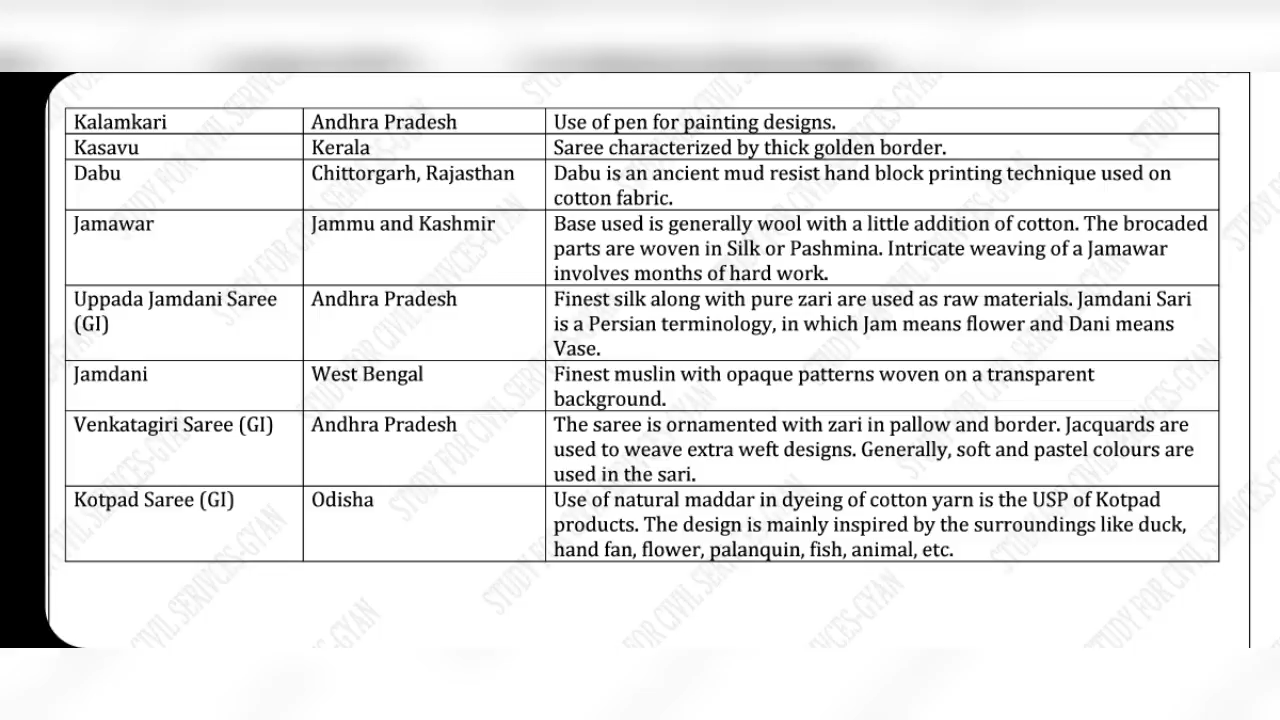 Kalamkari Andhra Pradesh Use of pen for painting designs.
Kasavu Kerala Saree characterized by thick golden border.
Dabu Chittorgarh, Rajasthan Dabu is an ancient mud resist hand block printing technique used on
cotton fabric.
Jamawar Jammu and Kashmir Base used is generally wool with a little addition of cotton. The brocaded
parts are woven in Silk or Pashmina. Intricate weaving of a Jamawar
involves months of hard work.
Uppada Jamdani Saree Andhra Pradesh Finest silk along with pure zari are used as raw materials. Jamdani Sari
(GI) is a Persian terminology, in which Jam means flower and Dani means
Vase.
Jamdani West Bengal Finest muslin with opaque patterns woven on a transparent
background.
Venkatagiri Saree (GI) Andhra Pradesh The saree is ornamented with zari in pallow and border. Jacquards are
used to weave extra weft designs. Generally, soft and pastel colours are
used in the sari.
Kotpad Saree (GI) Odisha Use of natural maddar in dyeing of cotton yarn is the USP of Kotpad
products. The design is mainly inspired by the surroundings like duck,
hand fan, flower, palanquin, fish, animal, etc.
STUDY FOR CIVIL SERIVCES-GYAN